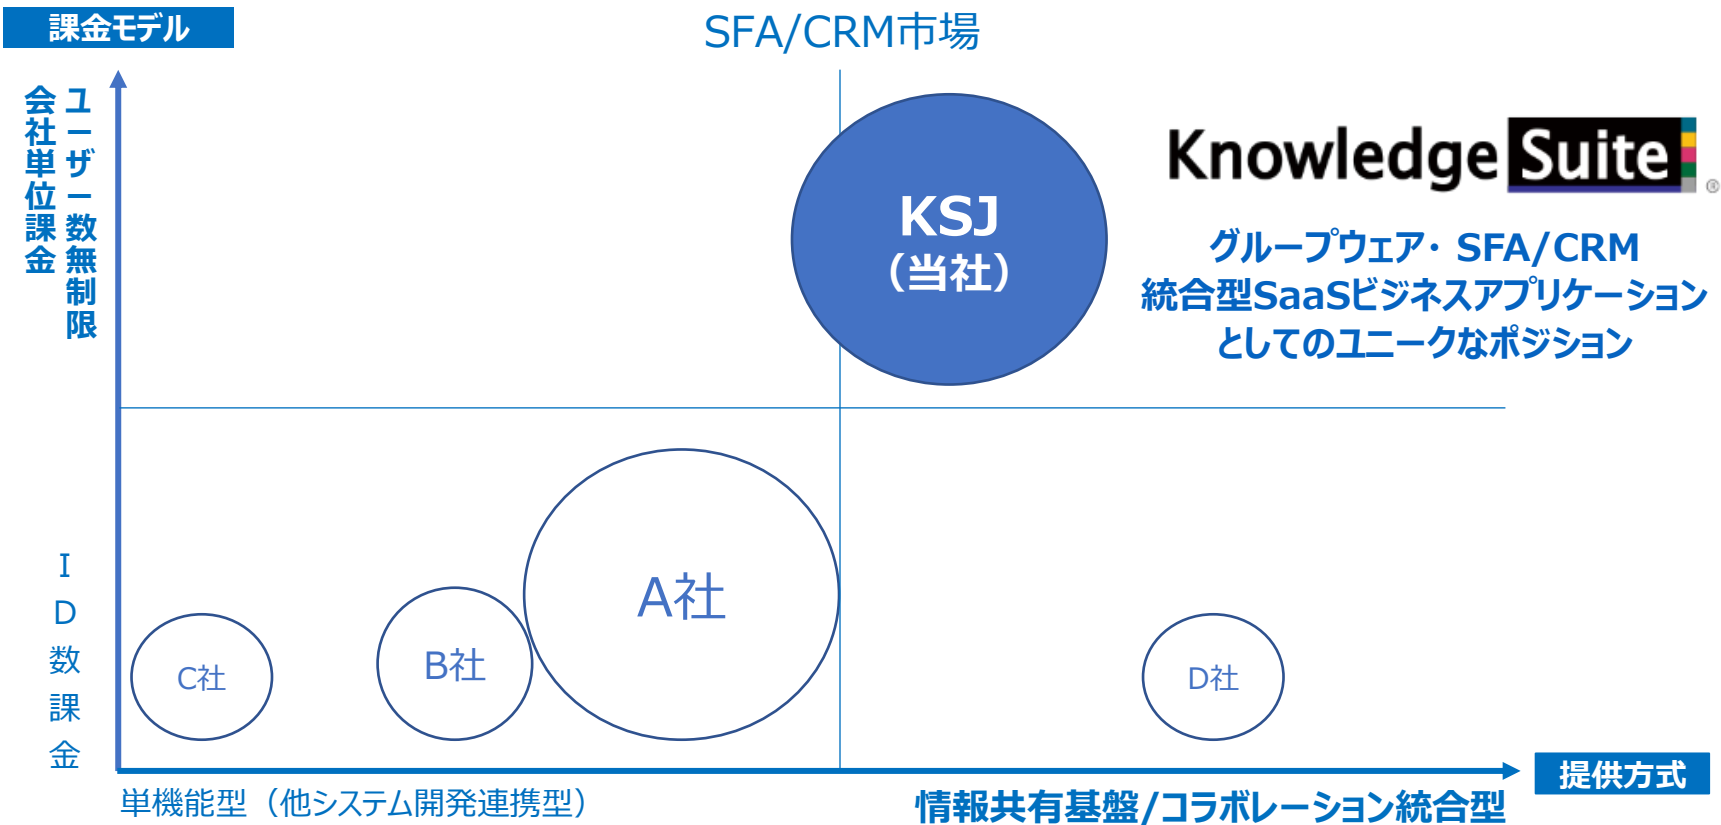 課金モデル
SFA/CRM市場
ユーザー数無制限
会社単位課金
KSJ
（当社）
Knowledge Suite ®
グループウェア・SFA/CRM
統合型SaaSビジネスアプリケーション
としてのユニークなポジション
ID数課金
C社
B社
A社
D社
提供方式
単機能型（他システム開発連携型）
情報共有基盤/コラボレーション統合型